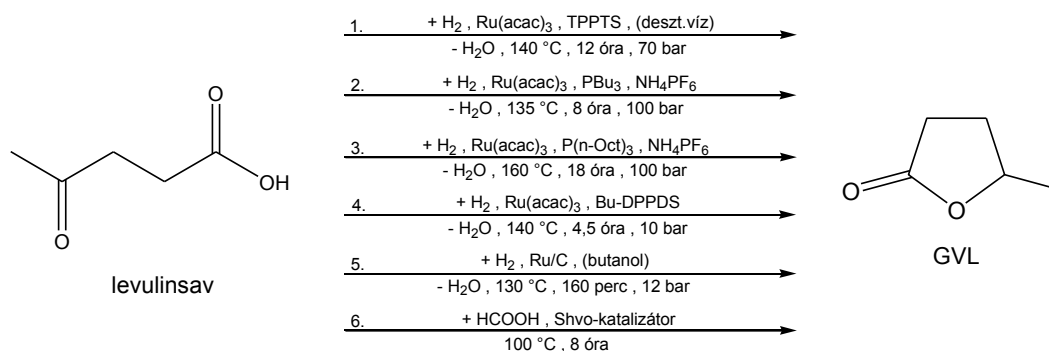 1. + H2 , Ru(acac)3 , TPPTS , (deszt.víz)
- H2O , 140 °C , 12 óra , 70 bar
2. + H2 , Ru(acac)3 , PBu3 , NH4PF6
- H2O , 135 °C , 8 óra , 100 bar
3. + H2 , Ru(acac)3 , P(n-Oct)3 , NH4PF6
- H2O , 160 °C , 18 óra , 100 bar
4. + H2 , Ru(acac)3 , Bu-DPPDS
- H2O , 140 °C , 4,5 óra , 10 bar
5. + H2 , Ru/C , (butanol)
- H2O , 130 °C , 160 perc , 12 bar
6. + HCOOH , Shvo-katalizátor
100 °C , 8 óra
O
OH
O
levulinsav
O
O
GVL